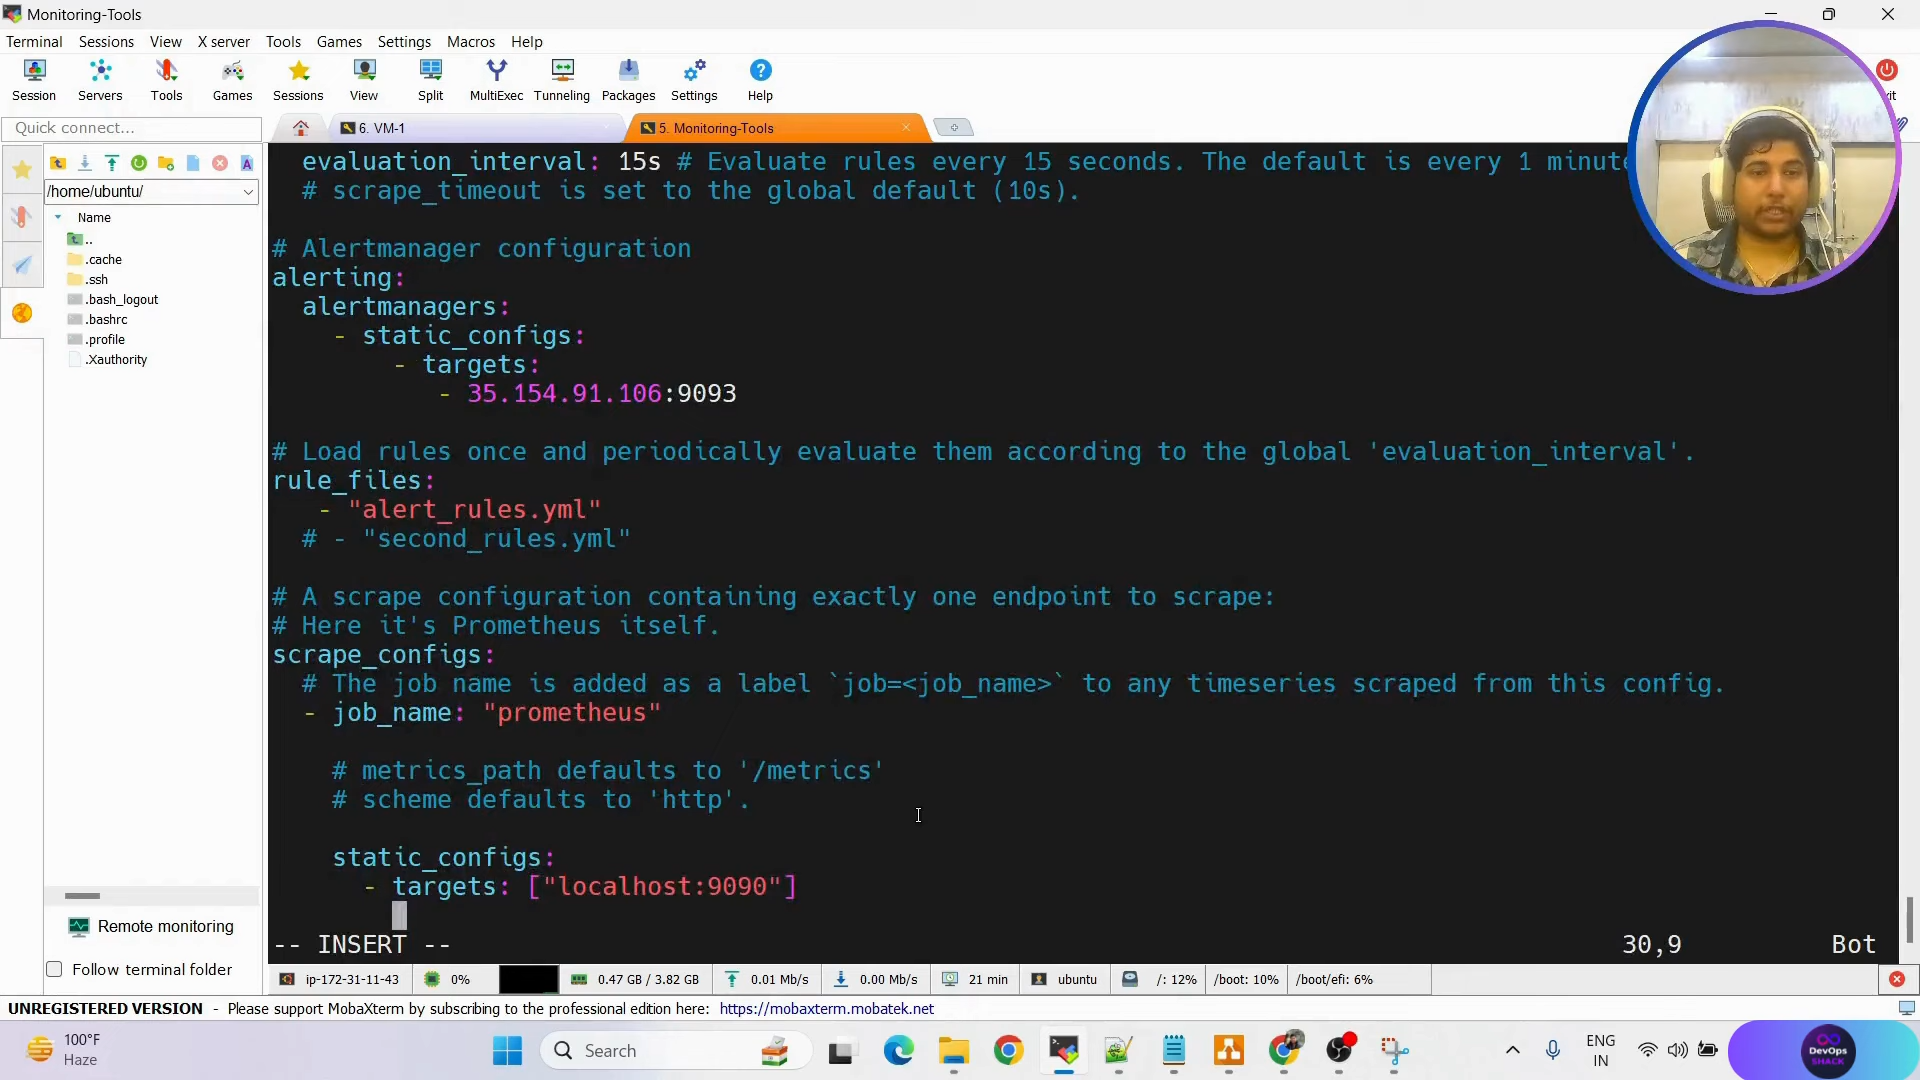 Monitoring-Tools
Terminal Sessions View X server Tools Games Settings Macros Help
Session Servers Tools Games Sessions View Split MultiExec Tunneling Packages Settings Help
Quick connect...
6. VM-1
5. Monitoring-Tools
/home/ubuntu/
Name
..
.cache
.ssh
.bash_logout
.bashrc
.profile
.Xauthority
Remote monitoring
Follow terminal folder
evaluation_interval: 15s # Evaluate rules every 15 seconds. The default is every 1 minute
# scrape_timeout is set to the global default (10s).
# Alertmanager configuration
alerting:
alertmanagers:
- static_configs:
- targets:
- 35.154.91.106:9093
# Load rules once and periodically evaluate them according to the global 'evaluation_interval'.
rule_files:
- "alert_rules.yml"
# - "second_rules.yml"
# A scrape configuration containing exactly one endpoint to scrape:
# Here it's Prometheus itself.
scrape_configs:
# The job name is added as a label `job=<job_name>` to any timeseries scraped from this config.
- job_name: "prometheus"
# metrics_path defaults to '/metrics'
# scheme defaults to 'http'.
static_configs:
- targets: ["localhost:9090"]
-- INSERT -- 30,9 Bot
ip-172-31-11-43 0% 0.47 GB / 3.82 GB 0.01 Mb/s 0.00 Mb/s 21 min ubuntu /: 12% /boot: 10% /boot/efi: 6%
UNREGISTERED VERSION - Please support MobaXterm by subscribing to the professional edition here: https://mobaxterm.mobatek.net
100°F
Haze
Search
ENG
IN
DevOps
SHACK